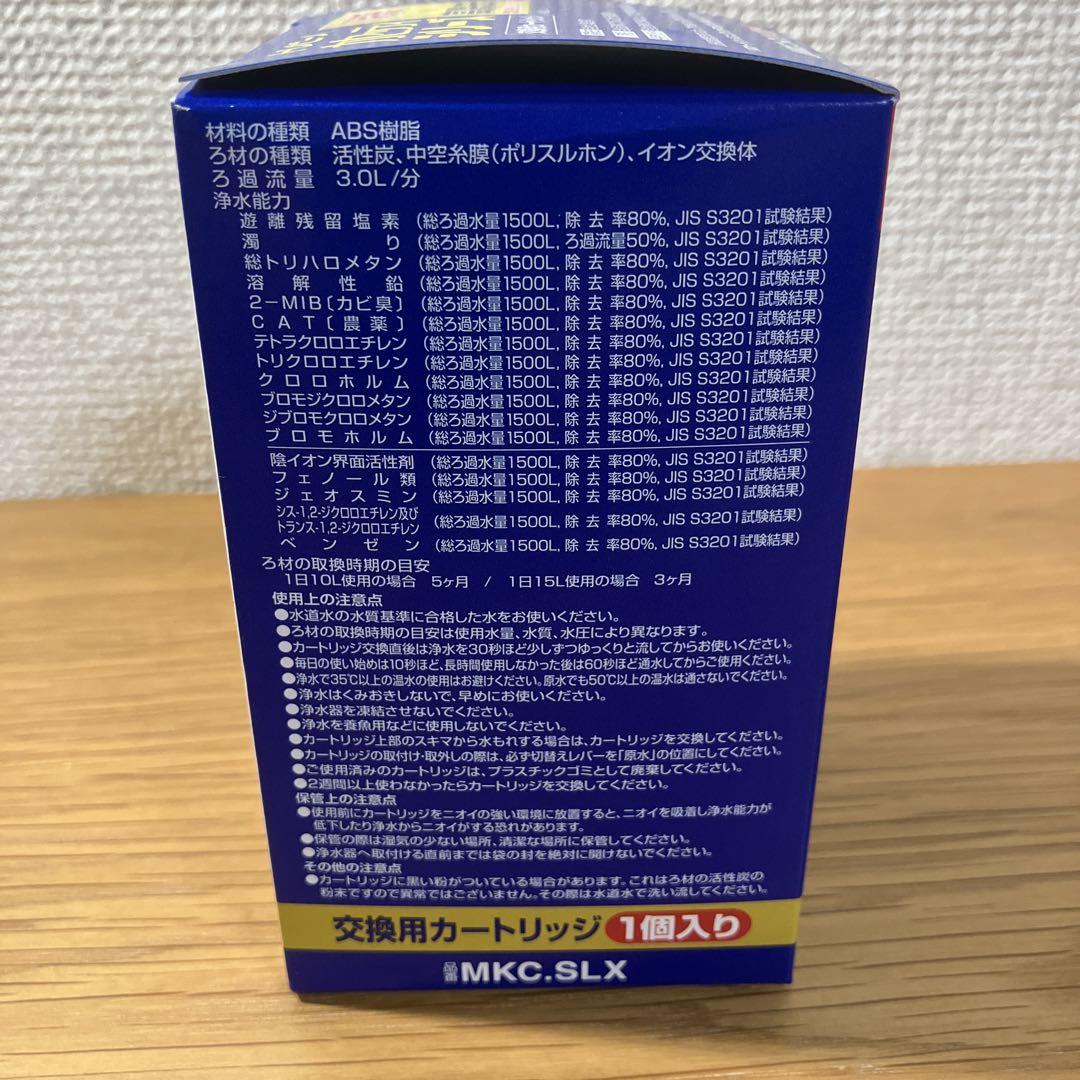 材料の種類 ABS樹脂
ろ材の種類 活性炭、中空糸膜(ポリスルホン)、イオン交換体
ろ過流量 3.0L/分
浄水能力
遊離残留塩素 (総ろ過水量1500L, 除去率80%, JIS S3201試験結果)
濁り (総ろ過水量1500L, ろ過流量50%, JIS S3201試験結果)
総トリハロメタン (総ろ過水量1500L, 除去率80%, JIS S3201試験結果)
溶解性鉛 (総ろ過水量1500L, 除去率80%, JIS S3201試験結果)
2-MIB〔カビ臭〕 (総ろ過水量1500L, 除去率80%, JIS S3201試験結果)
CAT〔農薬〕 (総ろ過水量1500L, 除去率80%, JIS S3201試験結果)
テトラクロロエチレン (総ろ過水量1500L, 除去率80%, JIS S3201試験結果)
トリクロロエチレン (総ろ過水量1500L, 除去率80%, JIS S3201試験結果)
クロロホルム (総ろ過水量1500L, 除去率80%, JIS S3201試験結果)
ブロモジクロロメタン (総ろ過水量1500L, 除去率80%, JIS S3201試験結果)
ジブロモクロロメタン (総ろ過水量1500L, 除去率80%, JIS S3201試験結果)
ブロモホルム (総ろ過水量1500L, 除去率80%, JIS S3201試験結果)
陰イオン界面活性剤 (総ろ過水量1500L, 除去率80%, JIS S3201試験結果)
フェノール類 (総ろ過水量1500L, 除去率80%, JIS S3201試験結果)
ジェオスミン (総ろ過水量1500L, 除去率80%, JIS S3201試験結果)
シス-1,2-ジクロロエチレン及び
トランス-1,2-ジクロロエチレン (総ろ過水量1500L, 除去率80%, JIS S3201試験結果)
ベンゼン (総ろ過水量1500L, 除去率80%, JIS S3201試験結果)
ろ材の取換時期の目安
1日10L使用の場合 5ヶ月 / 1日15L使用の場合 3ヶ月
使用上の注意点
●水道水の水質基準に合格した水をお使いください。
●ろ材の取換時期の目安は使用水量、水質、水圧により異なります。
●カートリッジ交換直後は浄水を30秒ほど少しずつゆっくりと流してからお使いください。
●毎日の使い始めは10秒ほど、長時間使用しなかった後は60秒ほど通水してからご使用ください。
●浄水で35℃以上の温水の使用はお避けください。原水でも50℃以上の温水は通さないでください。
●浄水はくみおきしないで、早めにお使いください。
●浄水器を凍結させないでください。
●浄水を養魚用などに使用しないでください。
●カートリッジ上部のスキマから水もれする場合は、カートリッジを交換してください。
●カートリッジの取付け・取外しの際は、必ず切替えレバーを「原水」の位置にしてください。
●ご使用済みのカートリッジは、プラスチックゴミとして廃棄してください。
●2週間以上使わなかったらカートリッジを交換してください。
保管上の注意点
●使用前にカートリッジをニオイの強い環境に放置すると、ニオイを吸着し浄水能力が
低下したり浄水からニオイがする恐れがあります。
●保管の際は湿気の少ない場所、清潔な場所に保管してください。
●浄水器へ取付ける直前までは袋の封を絶対に開けないでください。
その他の注意点
●カートリッジに黒い粉がついている場合があります。これはろ材の活性炭の
粉末ですので異常ではございません。その際は水道水で洗い流してください。
交換用カートリッジ 1個入り
品番 MKC.SLX